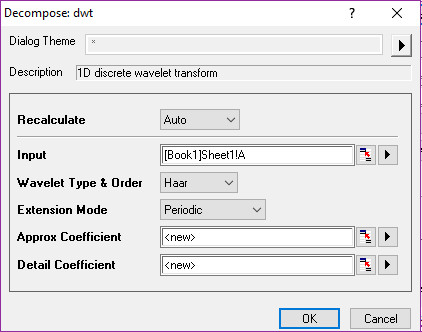 Decompose: dwt ? ×
Dialog Theme *
Description 1D discrete wavelet transform
Recalculate Auto
Input [Book1]Sheet1!A
Wavelet Type & Order Haar
Extension Mode Periodic
Approx Coefficient <new>
Detail Coefficient <new>
OK Cancel